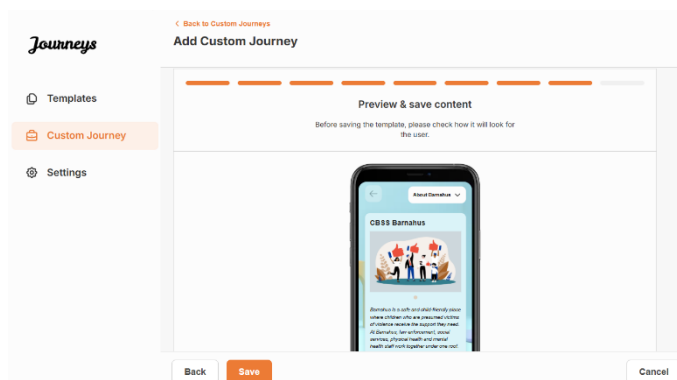 Journeys
Templates
Custom Journey
Settings
< Back to Custom Journeys
Add Custom Journey
Preview & save content
Before saving the template, please check how it will look for
the user.
About Barnahus
CBSS Barnahus
Barnahus is a safe and child friendly place
where children who are presumed victims
of violence receive the support they need.
At Barnahus, law enforcement, social
services, physical health and mental
health staff work together under one roof.
Back
Save
Cancel